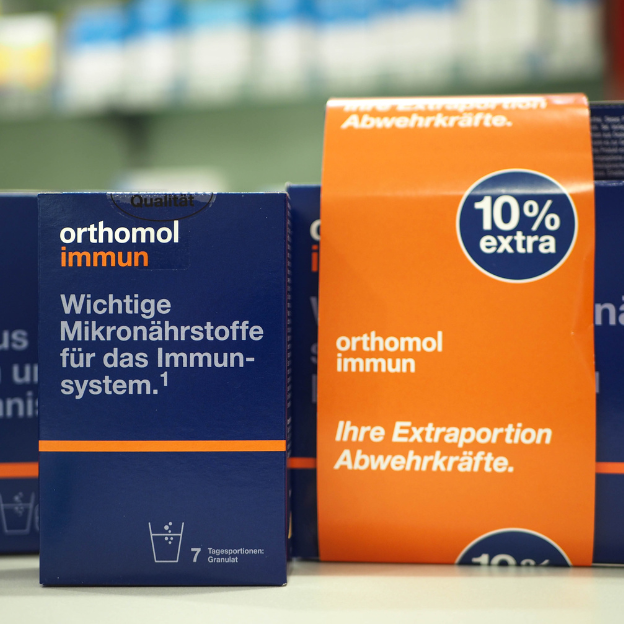 Qualität
orthomol
immun
Wichtige
Mikronährstoffe
für das Immun-
system.¹
7 Tagesportionen:
Granulat
Ihre Extraportion
Abwehrkräfte.
10%
extra
orthomol
immun
Ihre Extraportion
Abwehrkräfte.
10%